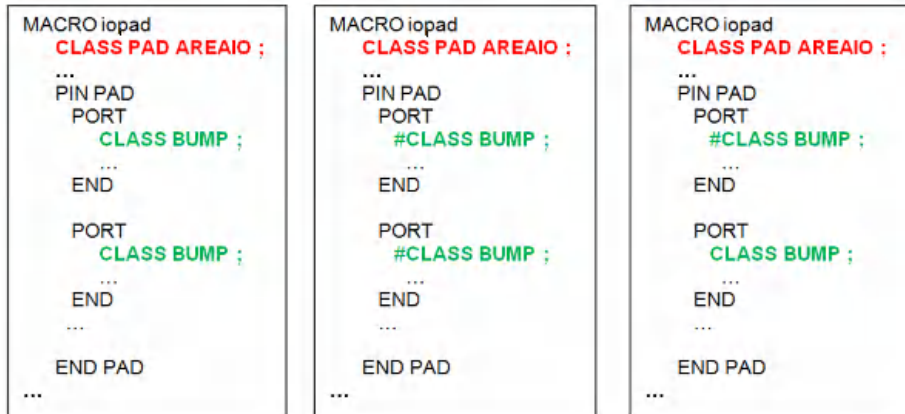 MACRO iopad
CLASS PAD AREAIO ;
...
PIN PAD
PORT
CLASS BUMP ;
...
END
PORT
CLASS BUMP ;
...
END
...
END PAD
...
MACRO iopad
CLASS PAD AREAIO ;
...
PIN PAD
PORT
#CLASS BUMP ;
...
END
PORT
#CLASS BUMP ;
...
END
...
END PAD
...
MACRO iopad
CLASS PAD AREAIO ;
...
PIN PAD
PORT
#CLASS BUMP ;
...
END
PORT
CLASS BUMP ;
...
END
...
END PAD
...